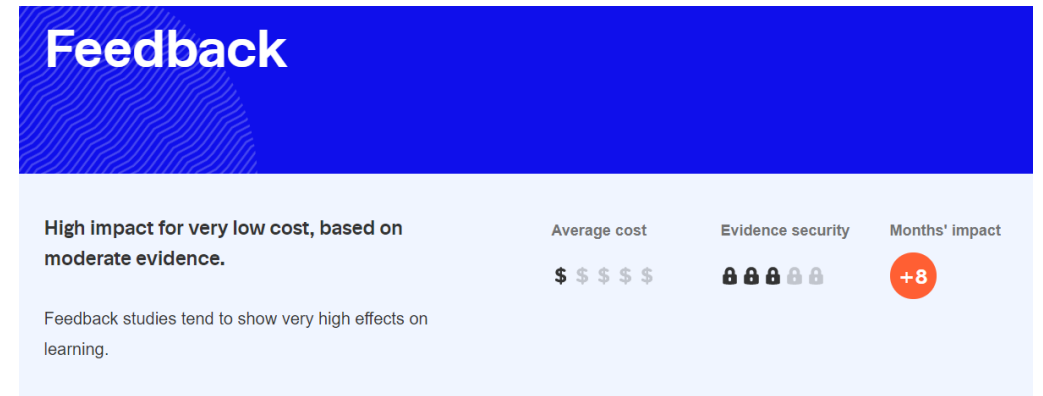 Feedback
High impact for very low cost, based on
moderate evidence.
Feedback studies tend to show very high effects on
learning.
Average cost
$ $ $ $ $
Evidence security
Months' impact
+8